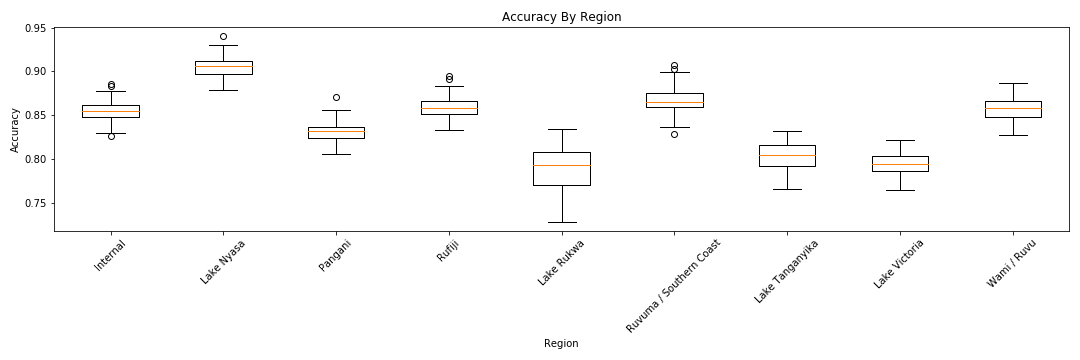 Accuracy By Region
0.95
0.90
0.85
0.80
0.75
Accuracy
Internal
Lake Nyasa
Pangani
Rufiji
Lake Rukwa
Ruvuma / Southern Coast
Lake Tanganyika
Lake Victoria
Wami / Ruvu
Region